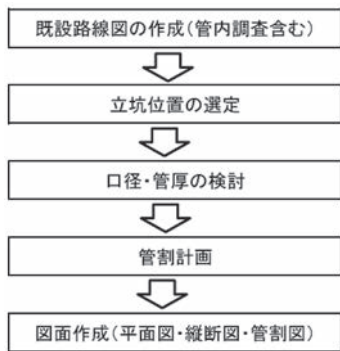 既設路線図の作成(管内調査含む)
立坑位置の選定
口径・管厚の検討
管割計画
図面作成(平面図・縦断図・管割図)